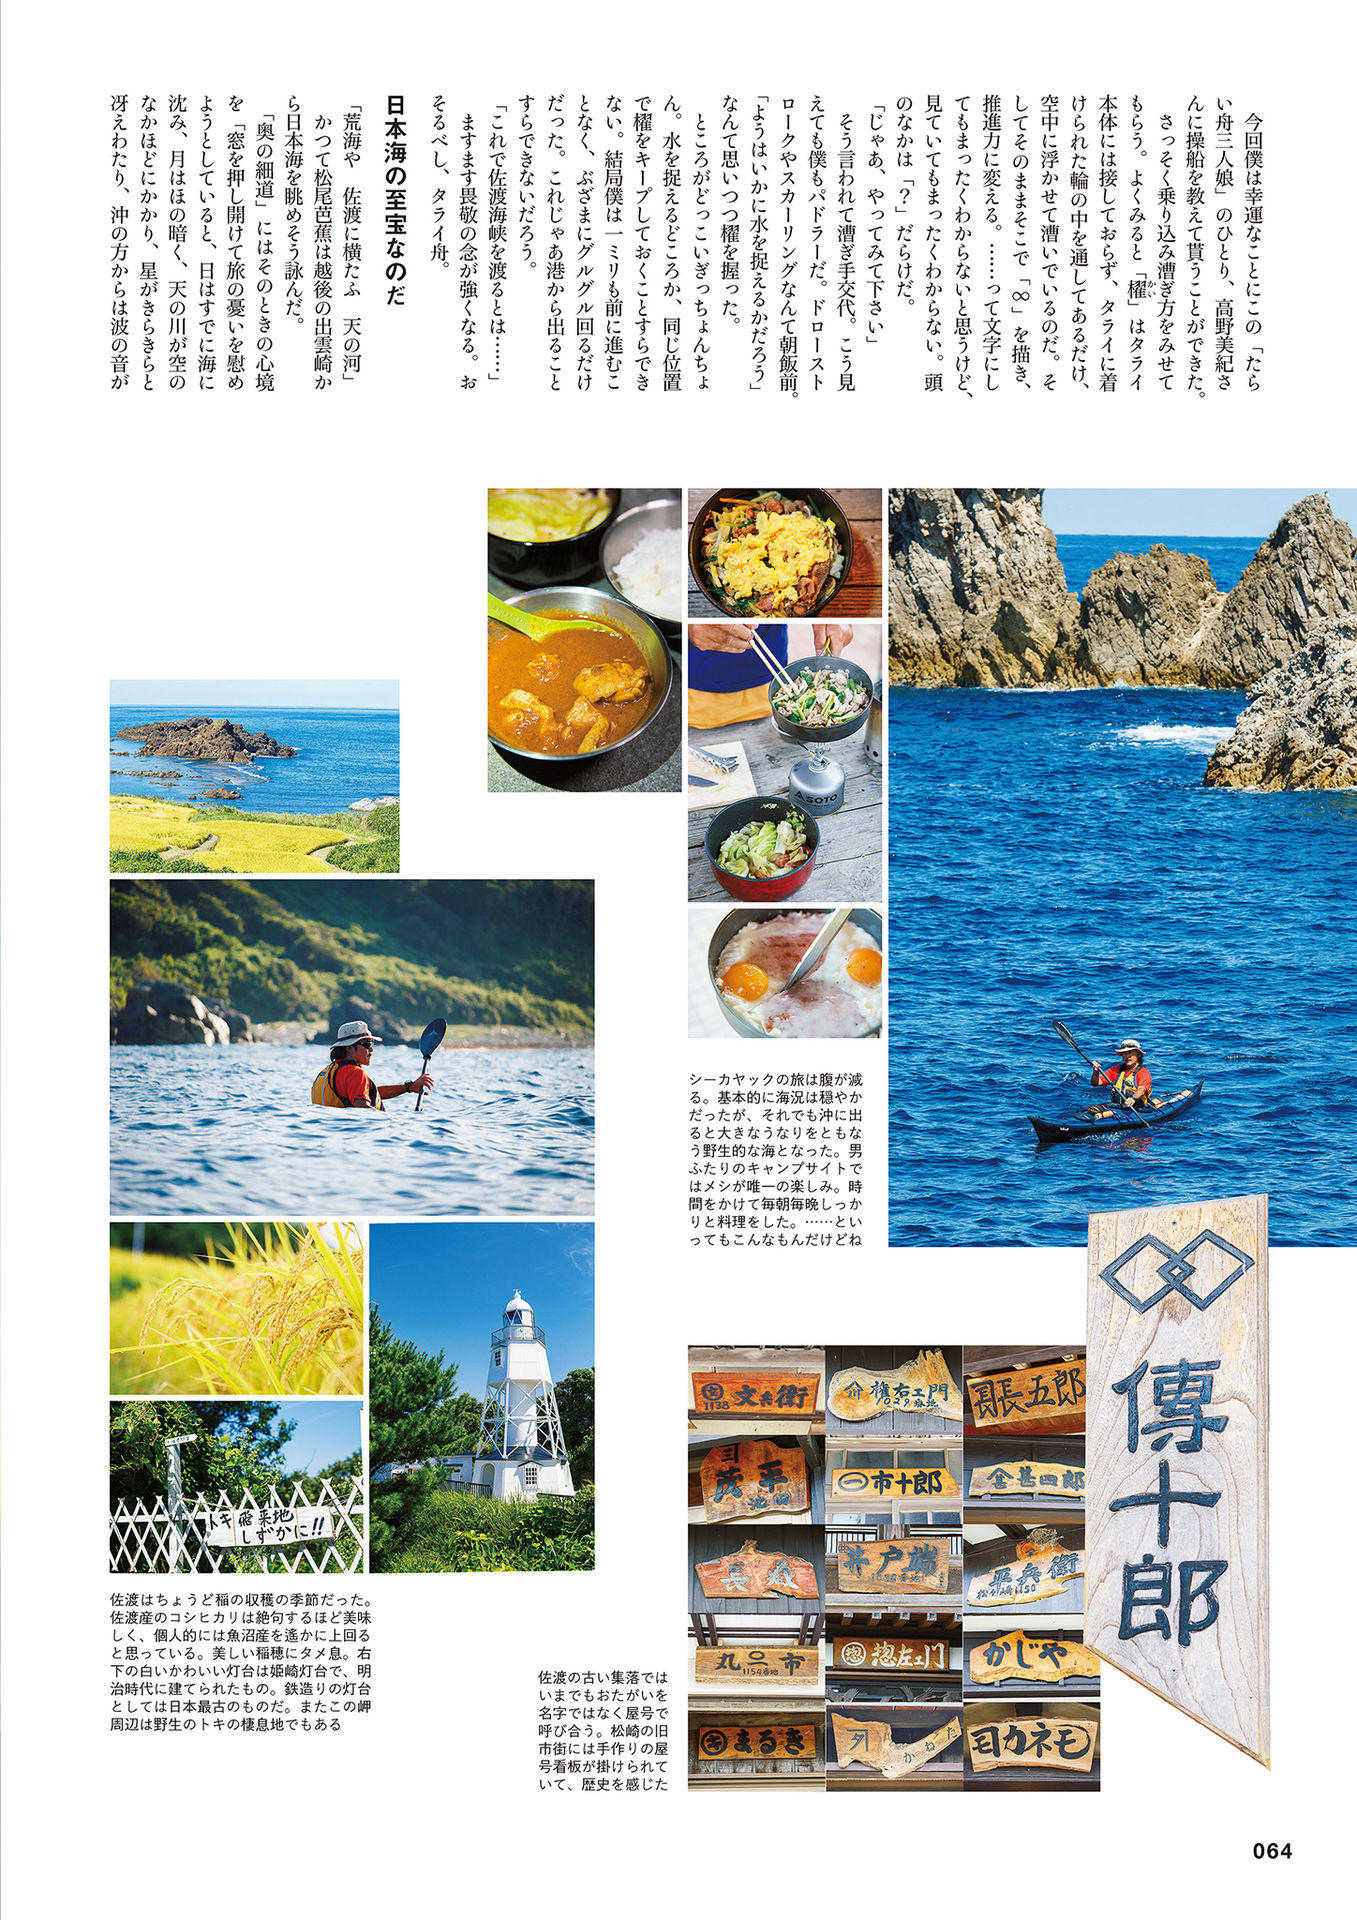 今回僕は幸運なことにこの「たら
い舟三人娘」のひとり、高野美紀さ
んに操船を教えて貰うことができた。
さっそく乗り込み漕ぎ方をみせて
もらう。よくみると「櫂」はタライ
かい
本体には接しておらず、タライに着
けられた輪の中を通してあるだけ、
空中に浮かせて漕いでいるのだ。そ
してそのままそこで「∞」を描き、
推進力に変える。……って文字にし
てもまったくわからないと思うけど、
見ていてもまったくわからない。頭
のなかは「?」だらけだ。
「じゃあ、やってみて下さい」
そう言われて漕ぎ手交代。こう見
えても僕もパドラーだ。ドロースト
ロークやスカーリングなんて朝飯前。
「ようはいかに水を捉えるかだろう」
なんて思いつつ櫂を握った。
ところがどっこいぎっちょんちょ
ん。水を捉えるどころか、同じ位置
で櫂をキープしておくことすらでき
ない。結局僕は一ミリも前に進むこ
となく、ぶざまにグルグル回るだけ
だった。これじゃあ港から出ること
すらできないだろう。
「これで佐渡海峡を渡るとは……」
ますます畏敬の念が強くなる。お
そるべし、タライ舟。
日本海の至宝なのだ
「荒海や 佐渡に横たふ 天の河」
かつて松尾芭蕉は越後の出雲崎か
ら日本海を眺めそう詠んだ。
「奥の細道」にはそのときの心境
を「窓を押し開けて旅の憂いを慰め
ようとしていると、日はすでに海に
沈み、月はほの暗く、天の川が空の
なかほどにかかり、星がきらきらと
冴えわたり、沖の方からは波の音が
SOTO
シーカヤックの旅は腹が減
る。基本的に海況は穏やか
だったが、それでも沖に出
ると大きなうなりをともな
う野生的な海となった。男
ふたりのキャンプサイトで
はメシが唯一の楽しみ。時
間をかけて毎朝毎晩しっか
りと料理をした。……とい
ってもこんなもんだけどね
トキ飛来地
しずかに!!
佐渡はちょうど稲の収穫の季節だった。
佐渡産のコシヒカリは絶句するほど美味
しく、個人的には魚沼産を遙かに上回る
と思っている。美しい稲穂にタメ息。右
下の白いかわいい灯台は姫崎灯台で、明
治時代に建てられたもの。鉄造りの灯台
としては日本最古のものだ。またこの岬
周辺は野生のトキの棲息地でもある
佐渡の古い集落では
いまでもおたがいを
名字ではなく屋号で
呼び合う。松崎の旧
市街には手作りの屋
号看板が掛けられて
いて、歴史を感じた
傳十郎
文兵衛
1138
権右エ門
1029番地
長五郎
茂平
池田
市十郎
甚四郎
長蔵
井戸端
平兵衛
松ヶ崎1150
丸〇市
1154番地
惣
惣左エ門
かじや
キ
まるき
タ
かねた
ヨカネモ
064